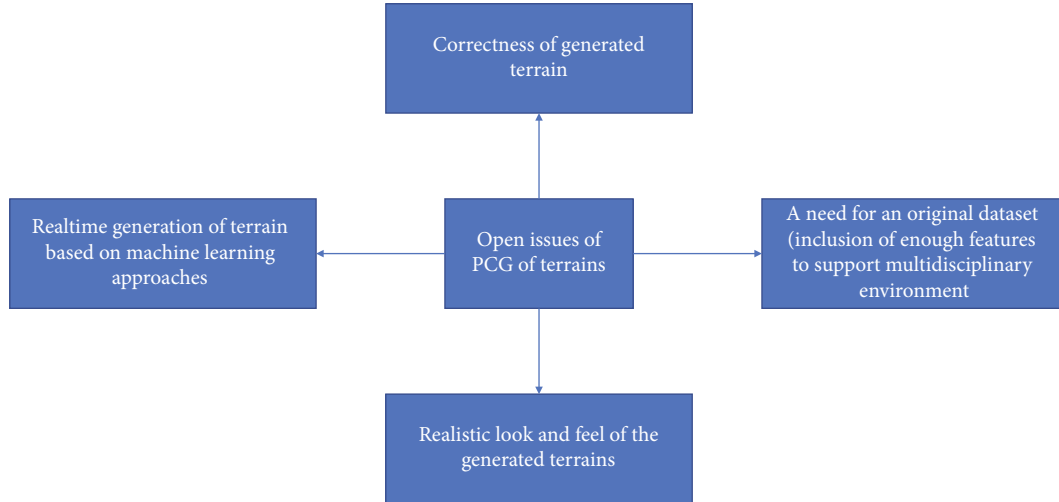 Correctness of generated
terrain
Realtime generation of terrain
based on machine learning
approaches
Open issues of
PCG of terrains
A need for an original dataset
(inclusion of enough features
to support multidisciplinary
environment
Realistic look and feel of the
generated terrains